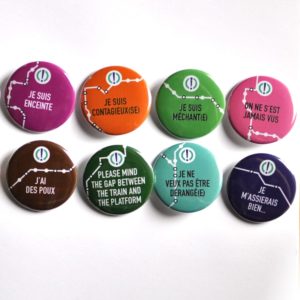 JE SUIS
ENCEINTE
JE SUIS
CONTAGIEUX(SE)
JE SUIS
MÉCHANT(E)
ON NE S'EST
JAMAIS VUS
J'AI
DES POUX
PLEASE MIND
THE GAP BETWEEN
THE TRAIN AND
THE PLATFORM
JE NE
VEUX PAS ÊTRE
DÉRANGÉ(E)
JE
M'ASSIERAIS
BIEN...